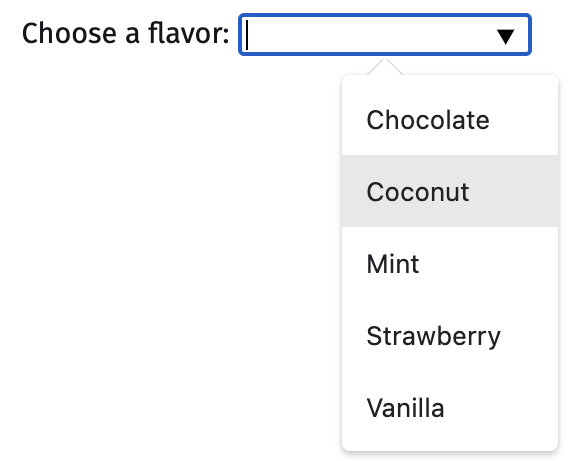 Choose a flavor:
Chocolate
Coconut
Mint
Strawberry
Vanilla